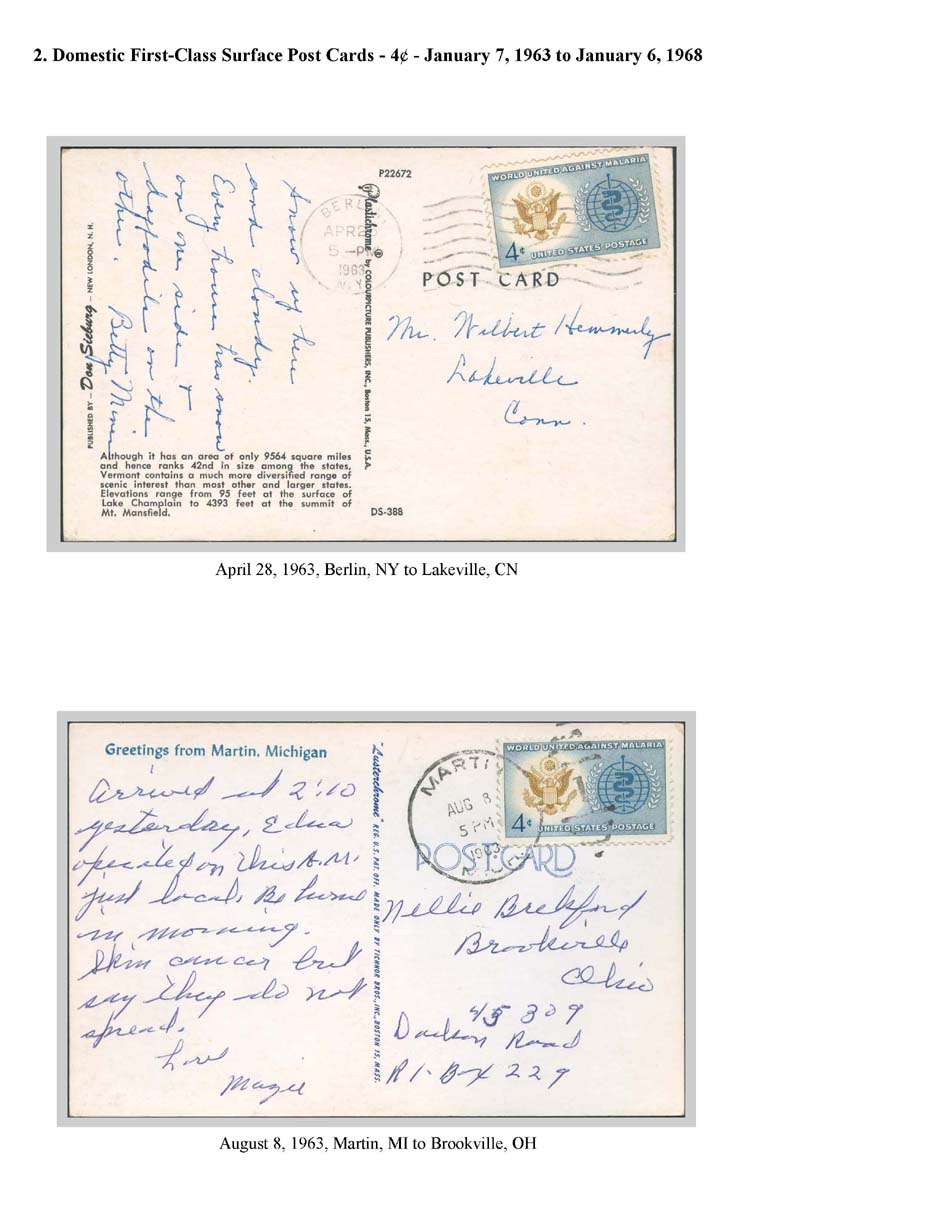 2. Domestic First-Class Surface Post Cards - 4¢ - January 7, 1963 to January 6, 1968
P22672
WORLD UNITED AGAINST MALARIA
4¢ UNITED STATES POSTAGE
BERLIN
APR 2
5 - PM
1963
N.Y.
POST CARD
Snow up here
and cloudy.
Every house has snow
on one side &
daffodils on the
other. Betty Miner
PUBLISHED BY — Don Sieburg — NEW LONDON, N. H.
Plastichrome ® by COLOURPICTURE PUBLISHERS, INC., Boston 15, Mass., U.S.A.
Mr. Wilbert Hemmerly
Lakeville
Conn.
Although it has an area of only 9564 square miles
and hence ranks 42nd in size among the states,
Vermont contains a much more diversified range of
scenic interest than most other and larger states.
Elevations range from 95 feet at the surface of
Lake Champlain to 4393 feet at the summit of
Mt. Mansfield.
DS-388
April 28, 1963, Berlin, NY to Lakeville, CN
Greetings from Martin, Michigan
Arrived at 2:10
yesterday, Edna
operated on this A.M.
just local. Be home
in morning.
Skin cancer but
say they do not
spread.
Love
Mazie
"Lusterchrome" REG. U.S. PAT. OFF. MADE ONLY BY TICHNOR BROS., INC., BOSTON 15, MASS.
MARTIN
AUG 8
5 PM
1963
MICH
WORLD UNITED AGAINST MALARIA
4¢ UNITED STATES POSTAGE
POST CARD
Nellie Brelsford
Brookville
Ohio
45309
Dodson Road
R 1 - Box 229
August 8, 1963, Martin, MI to Brookville, OH